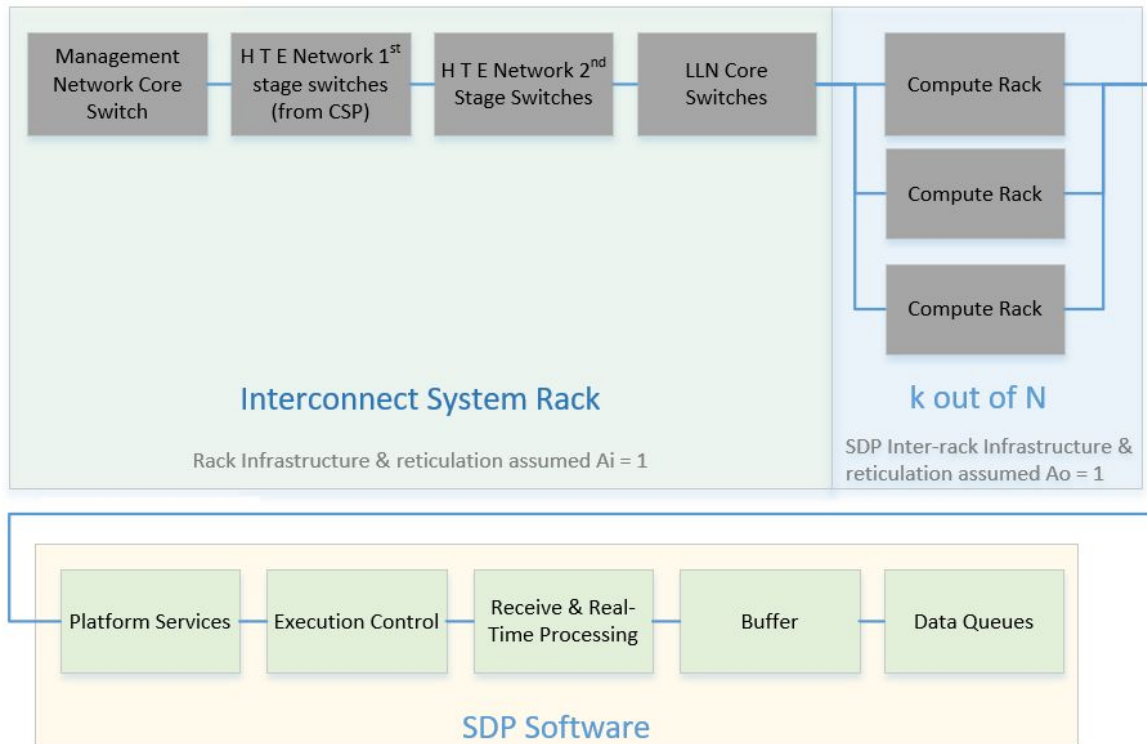 Management
Network Core
Switch
H T E Network 1st
stage switches
(from CSP)
H T E Network 2nd
Stage Switches
LLN Core
Switches
Compute Rack
Compute Rack
Compute Rack
Interconnect System Rack
Rack Infrastructure & reticulation assumed Ai = 1
k out of N
SDP Inter-rack Infrastructure &
reticulation assumed Ao = 1
Platform Services
Execution Control
Receive & Real-
Time Processing
Buffer
Data Queues
SDP Software